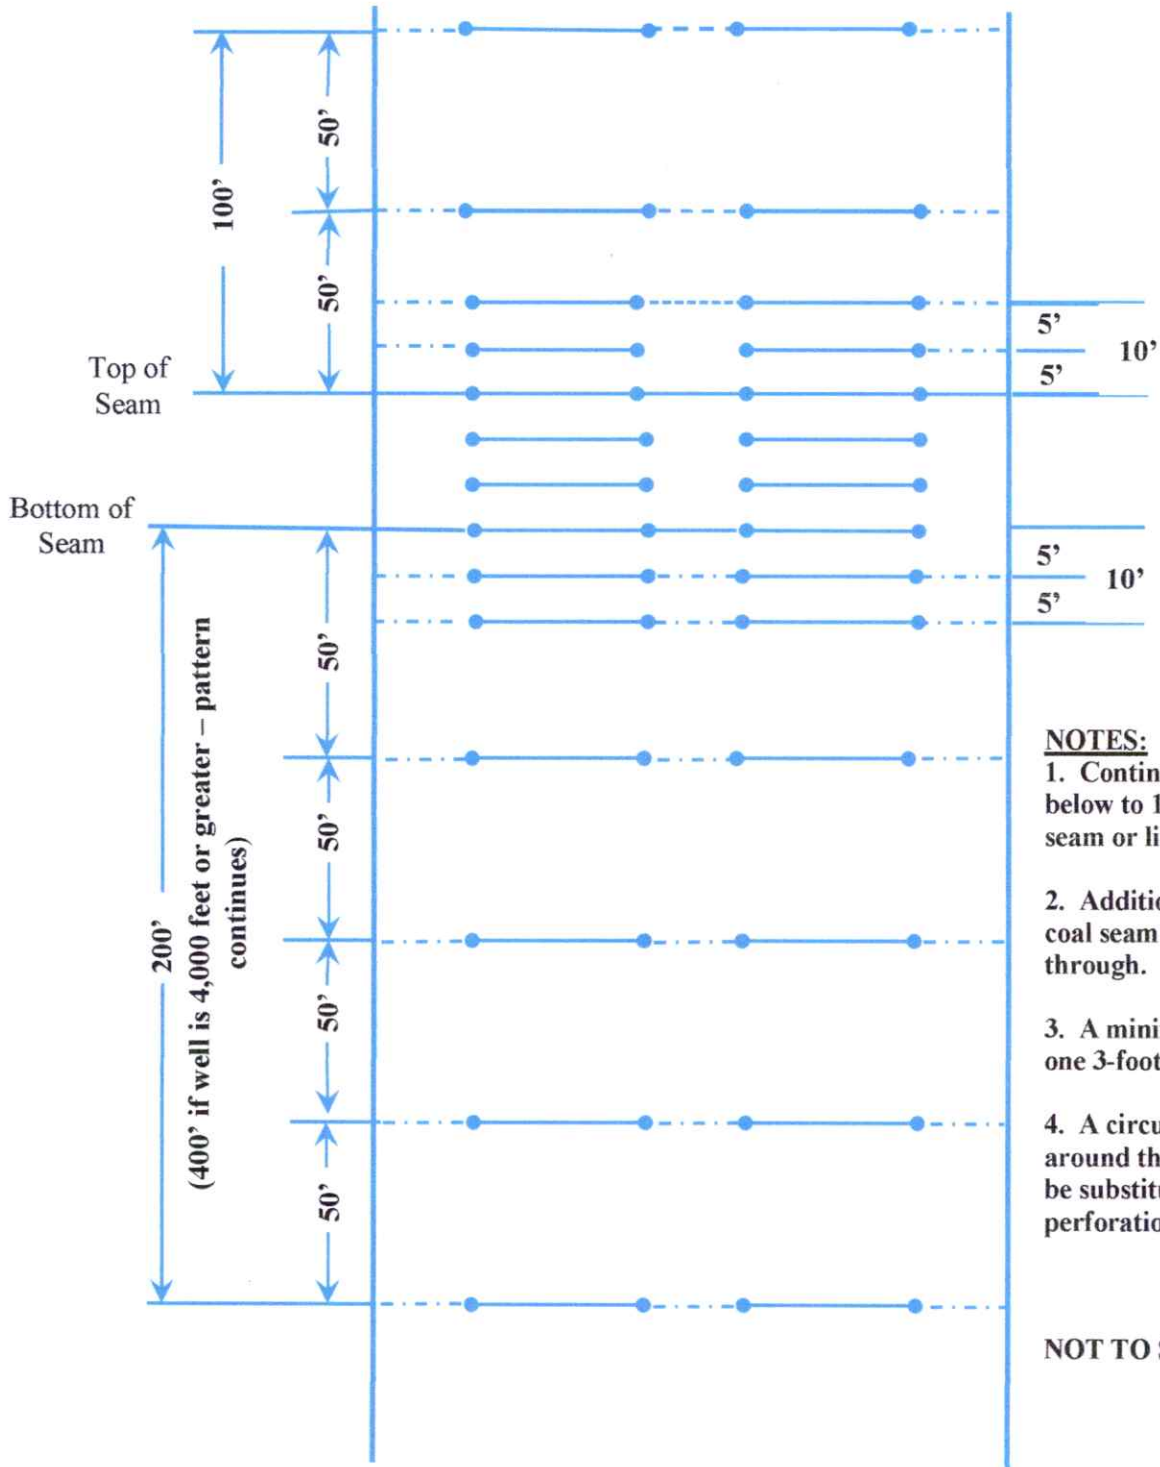 50'
100'
50'
5'
10'
5'
Top of
Seam
Bottom of
Seam
5'
10'
5'
50'
50'
50'
50'
200'
(400' if well is 4,000 feet or greater – pattern
continues)
NOTES:
1. Contin
below to 1
seam or li
2. Additio
coal seam
through.
3. A mini
one 3-foot
4. A circu
around th
be substitu
perforatio
NOT TO